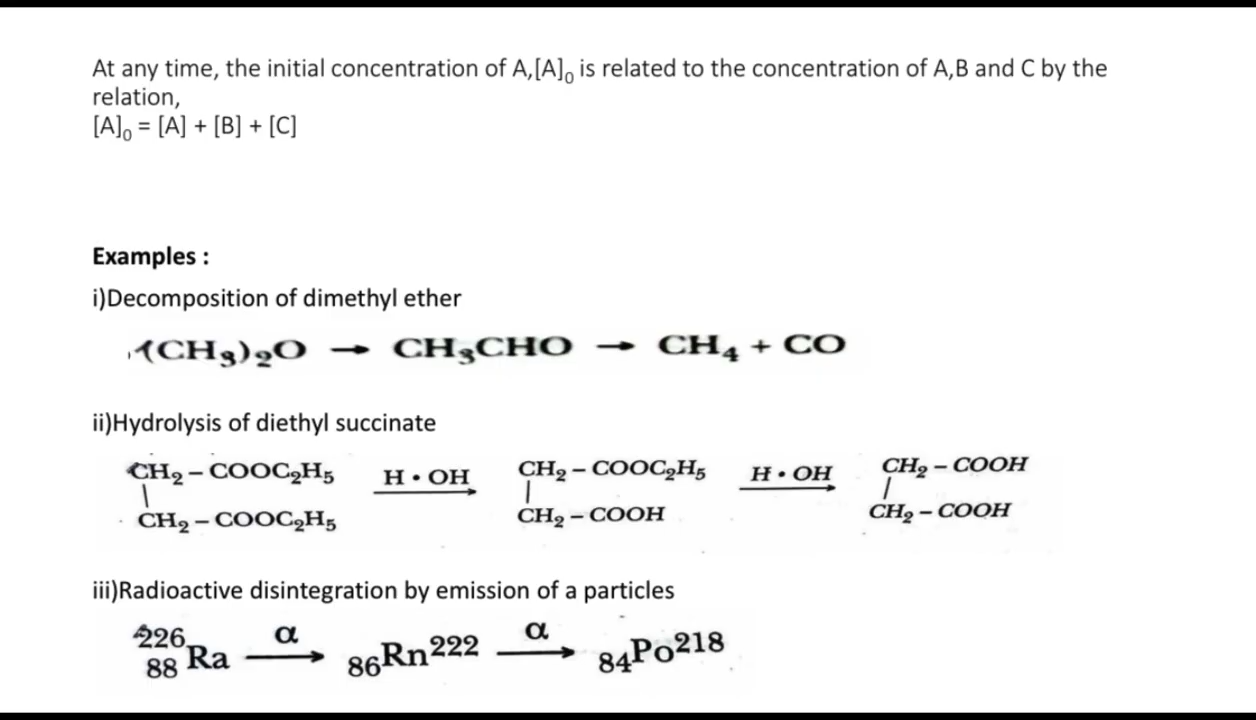 At any time, the initial concentration of A,[A]₀ is related to the concentration of A,B and C by the
relation,
[A]₀ = [A] + [B] + [C]
Examples :
i)Decomposition of dimethyl ether
(CH₃)₂O → CH₃CHO → CH₄ + CO
ii)Hydrolysis of diethyl succinate
CH₂ – COOC₂H₅ H • OH CH₂ – COOC₂H₅ H • OH CH₂ – COOH
CH₂ – COOC₂H₅ CH₂ – COOH CH₂ – COOH
iii)Radioactive disintegration by emission of a particles
²²⁶₈₈Ra —α→ ₈₆Rn²²² —α→ ₈₄Po²¹⁸